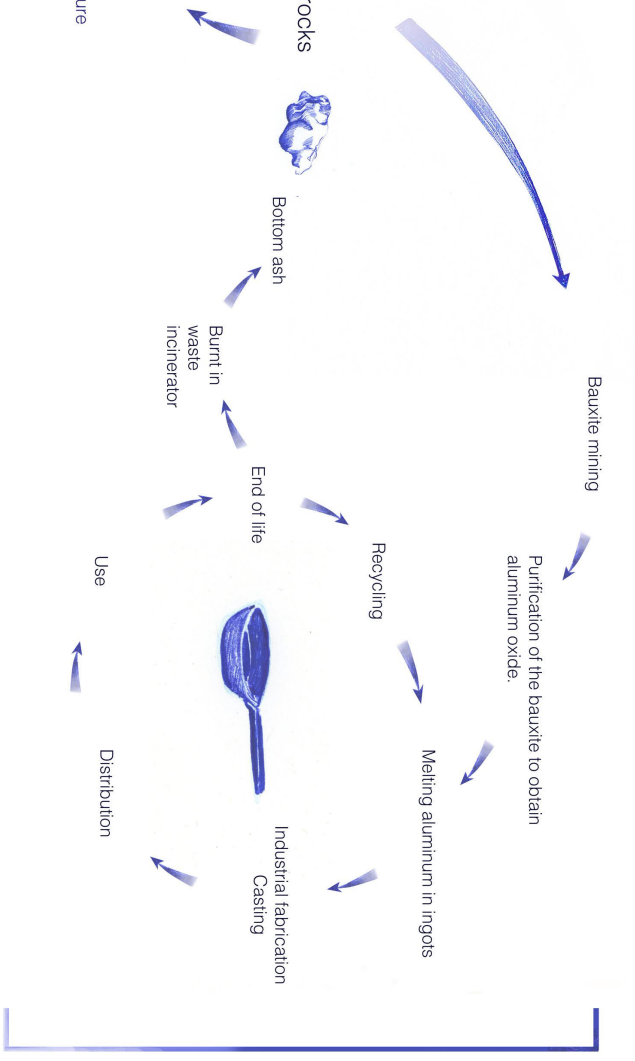 Bauxite mining
Purification of the bauxite to obtain
aluminum oxide.
Melting aluminum in ingots
Recycling
rocks
Bottom ash
End of life
Industrial fabrication
Casting
Burnt in
waste
incinerator
Use
Distribution
ure